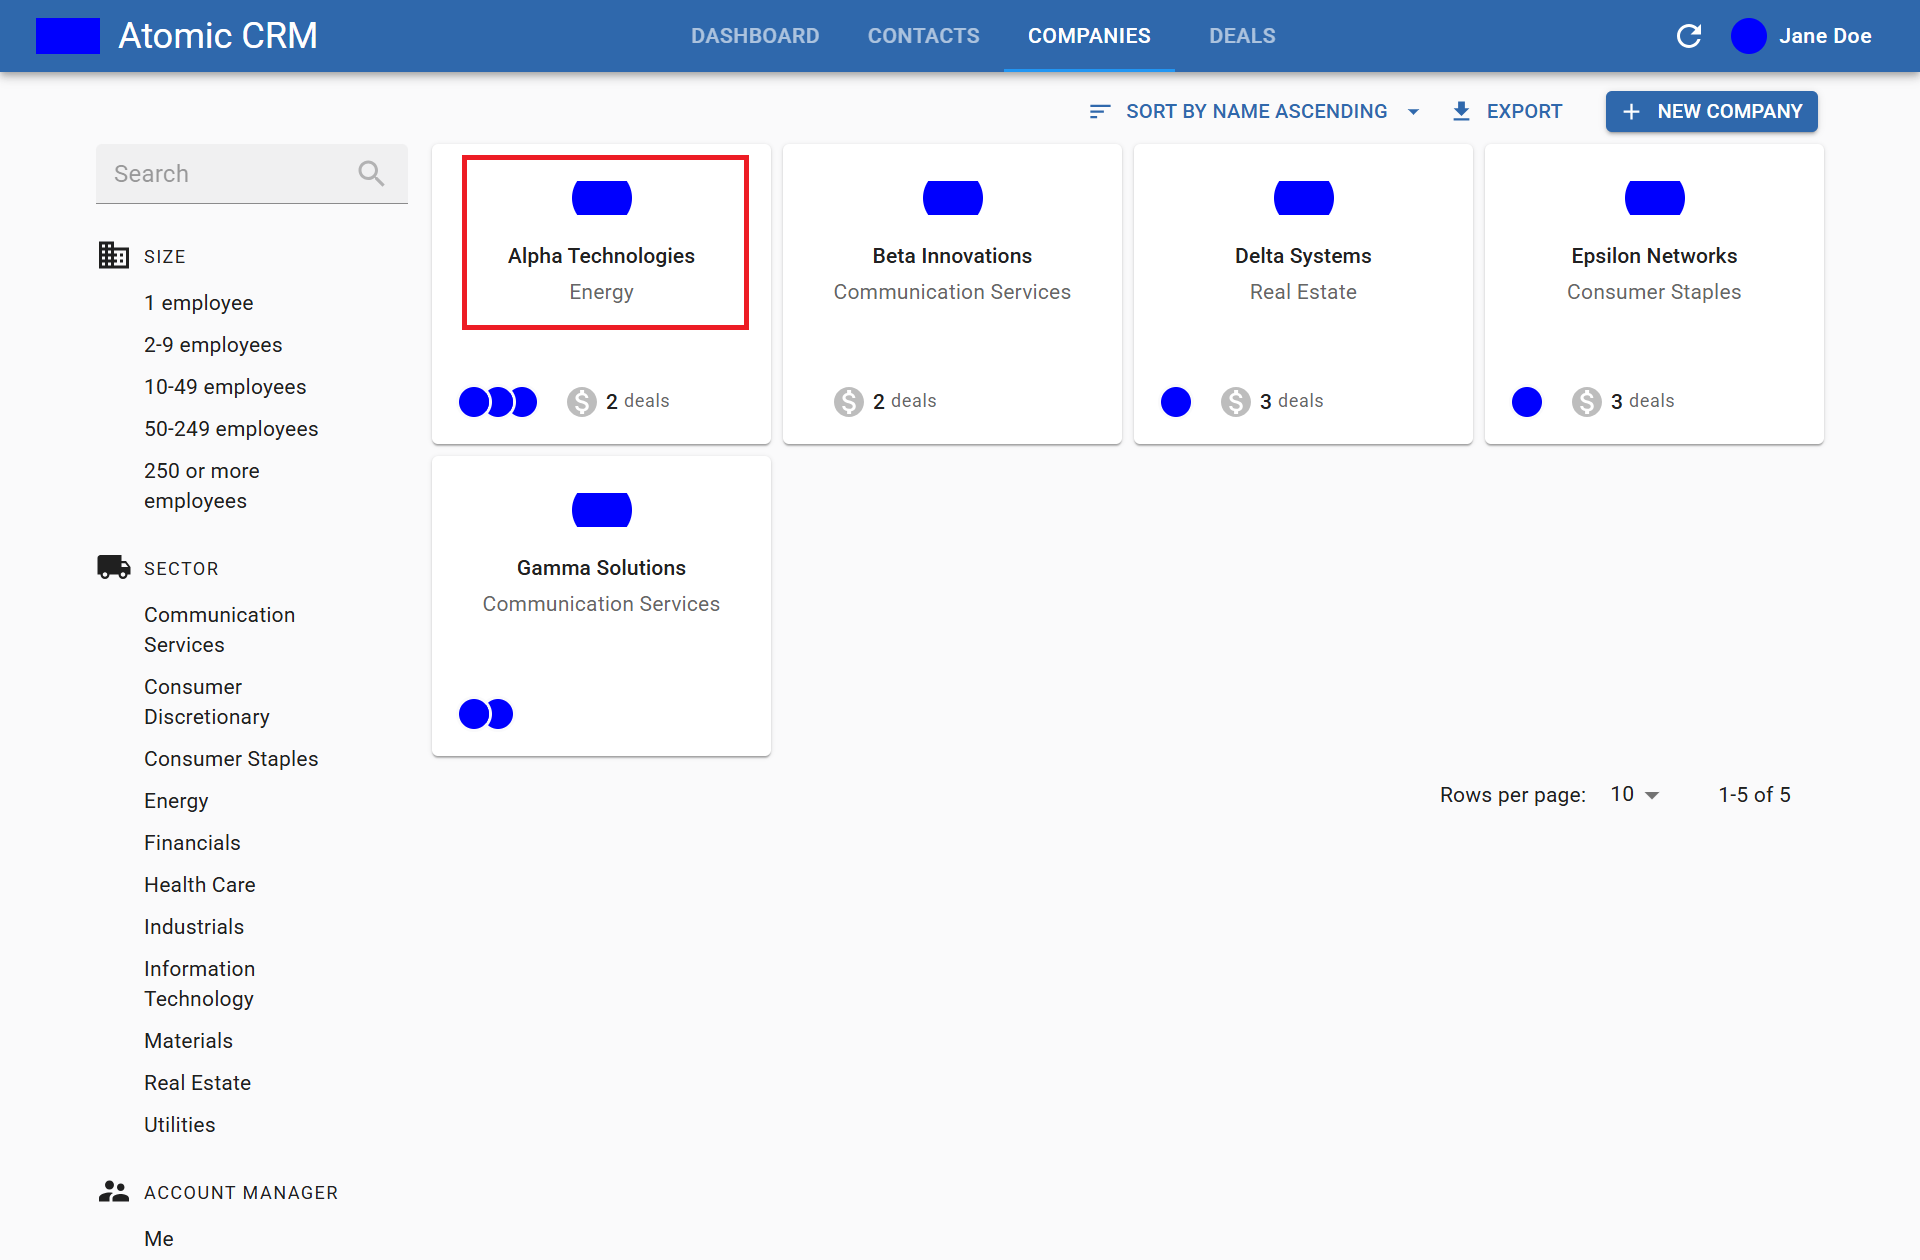 Atomic CRM
DASHBOARD
CONTACTS
COMPANIES
DEALS
Jane Doe
SORT BY NAME ASCENDING
EXPORT
NEW COMPANY
Search
SIZE
1 employee
2-9 employees
10-49 employees
50-249 employees
250 or more
employees
SECTOR
Communication
Services
Consumer
Discretionary
Consumer Staples
Energy
Financials
Health Care
Industrials
Information
Technology
Materials
Real Estate
Utilities
ACCOUNT MANAGER
Me
Alpha Technologies
Energy
2 deals
Beta Innovations
Communication Services
2 deals
Delta Systems
Real Estate
3 deals
Epsilon Networks
Consumer Staples
3 deals
Gamma Solutions
Communication Services
Rows per page: 10
1-5 of 5